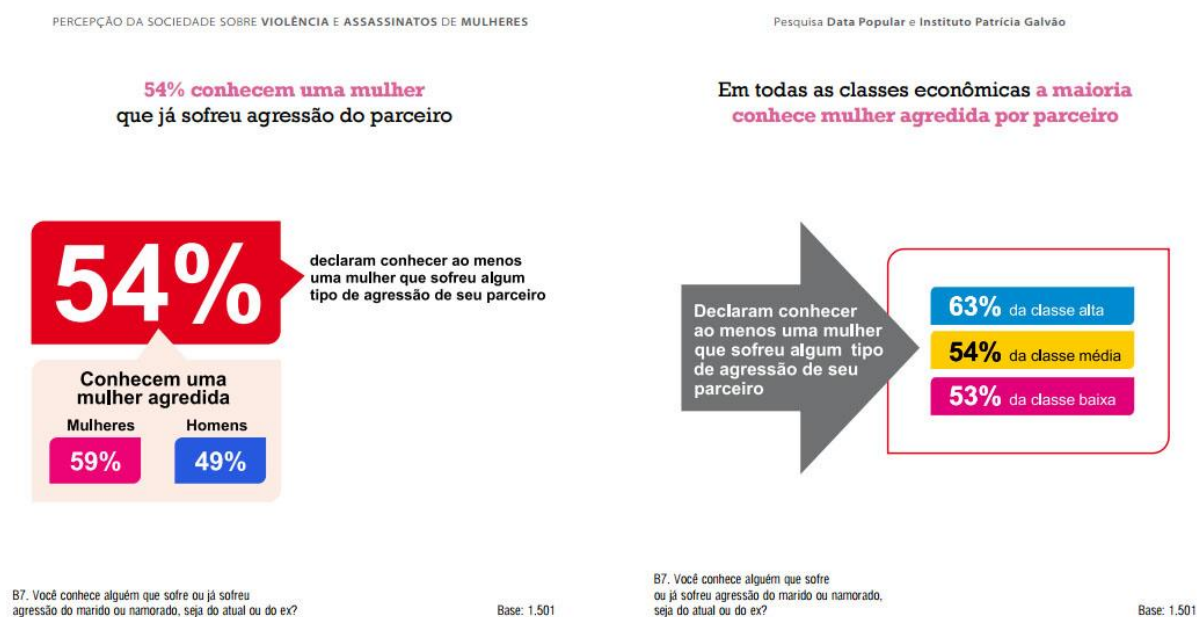 PERCEPÇÃO DA SOCIEDADE SOBRE VIOLÊNCIA E ASSASSINATOS DE MULHERES
54% conhecem uma mulher
que já sofreu agressão do parceiro
54%
declaram conhecer ao menos
uma mulher que sofreu algum
tipo de agressão de seu parceiro
Conhecem uma
mulher agredida
Mulheres
Homens
59%
49%
B7. Você conhece alguém que sofre ou já sofreu
agressão do marido ou namorado, seja do atual ou do ex?
Base: 1.501
Pesquisa Data Popular e Instituto Patrícia Galvão
Em todas as classes econômicas a maioria
conhece mulher agredida por parceiro
Declaram conhecer
ao menos uma mulher
que sofreu algum tipo
de agressão de seu
parceiro
63% da classe alta
54% da classe média
53% da classe baixa
B7. Você conhece alguém que sofre
ou já sofreu agressão do marido ou namorado,
seja do atual ou do ex?
Base: 1.501